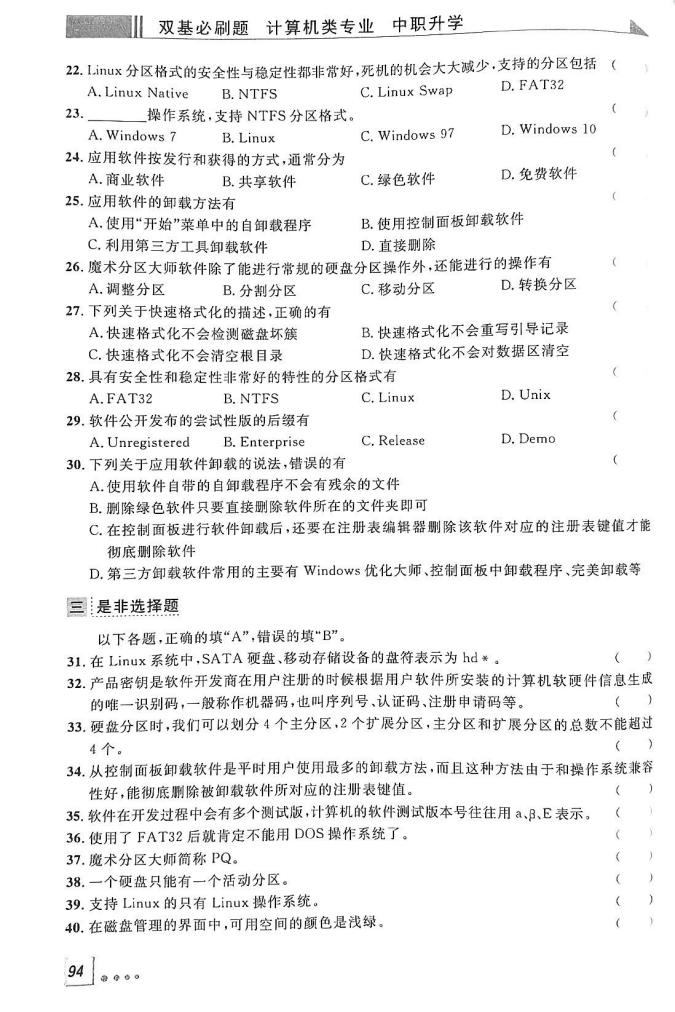 双基必刷题 计算机类专业 中职升学
22. Linux 分区格式的安全性与稳定性都非常好,死机的机会大大减少,支持的分区包括 ( )
A. Linux Native B. NTFS C. Linux Swap D. FAT32
23. ________操作系统,支持 NTFS 分区格式。 ( )
A. Windows 7 B. Linux C. Windows 97 D. Windows 10
24. 应用软件按发行和获得的方式,通常分为 (
A. 商业软件 B. 共享软件 C. 绿色软件 D. 免费软件
25. 应用软件的卸载方法有 (
A. 使用“开始”菜单中的自卸载程序 B. 使用控制面板卸载软件
C. 利用第三方工具卸载软件 D. 直接删除
26. 魔术分区大师软件除了能进行常规的硬盘分区操作外,还能进行的操作有 (
A. 调整分区 B. 分割分区 C. 移动分区 D. 转换分区
27. 下列关于快速格式化的描述,正确的有 (
A. 快速格式化不会检测磁盘坏簇 B. 快速格式化不会重写引导记录
C. 快速格式化不会清空根目录 D. 快速格式化不会对数据区清空
28. 具有安全性和稳定性非常好的特性的分区格式有 (
A. FAT32 B. NTFS C. Linux D. Unix
29. 软件公开发布的尝试性版的后缀有 (
A. Unregistered B. Enterprise C. Release D. Demo
30. 下列关于应用软件卸载的说法,错误的有 (
A. 使用软件自带的自卸载程序不会有残余的文件
B. 删除绿色软件只要直接删除软件所在的文件夹即可
C. 在控制面板进行软件卸载后,还要在注册表编辑器删除该软件对应的注册表键值才能
彻底删除软件
D. 第三方卸载软件常用的主要有 Windows 优化大师、控制面板中卸载程序、完美卸载等
三 是非选择题
以下各题,正确的填“A”,错误的填“B”。
31. 在 Linux 系统中,SATA 硬盘、移动存储设备的盘符表示为 hd*。 ( )
32. 产品密钥是软件开发商在用户注册的时候根据用户软件所安装的计算机软硬件信息生成
的唯一识别码,一般称作机器码,也叫序列号、认证码、注册申请码等。 ( )
33. 硬盘分区时,我们可以划分 4 个主分区,2 个扩展分区,主分区和扩展分区的总数不能超过
4 个。 ( )
34. 从控制面板卸载软件是平时用户使用最多的卸载方法,而且这种方法由于和操作系统兼容
性好,能彻底删除被卸载软件所对应的注册表键值。 ( )
35. 软件在开发过程中会有多个测试版,计算机的软件测试版本号往往用 a、β、E 表示。 ( )
36. 使用了 FAT32 后就肯定不能用 DOS 操作系统了。 ( )
37. 魔术分区大师简称 PQ。 ( )
38. 一个硬盘只能有一个活动分区。 ( )
39. 支持 Linux 的只有 Linux 操作系统。 ( )
40. 在磁盘管理的界面中,可用空间的颜色是浅绿。 ( )
94